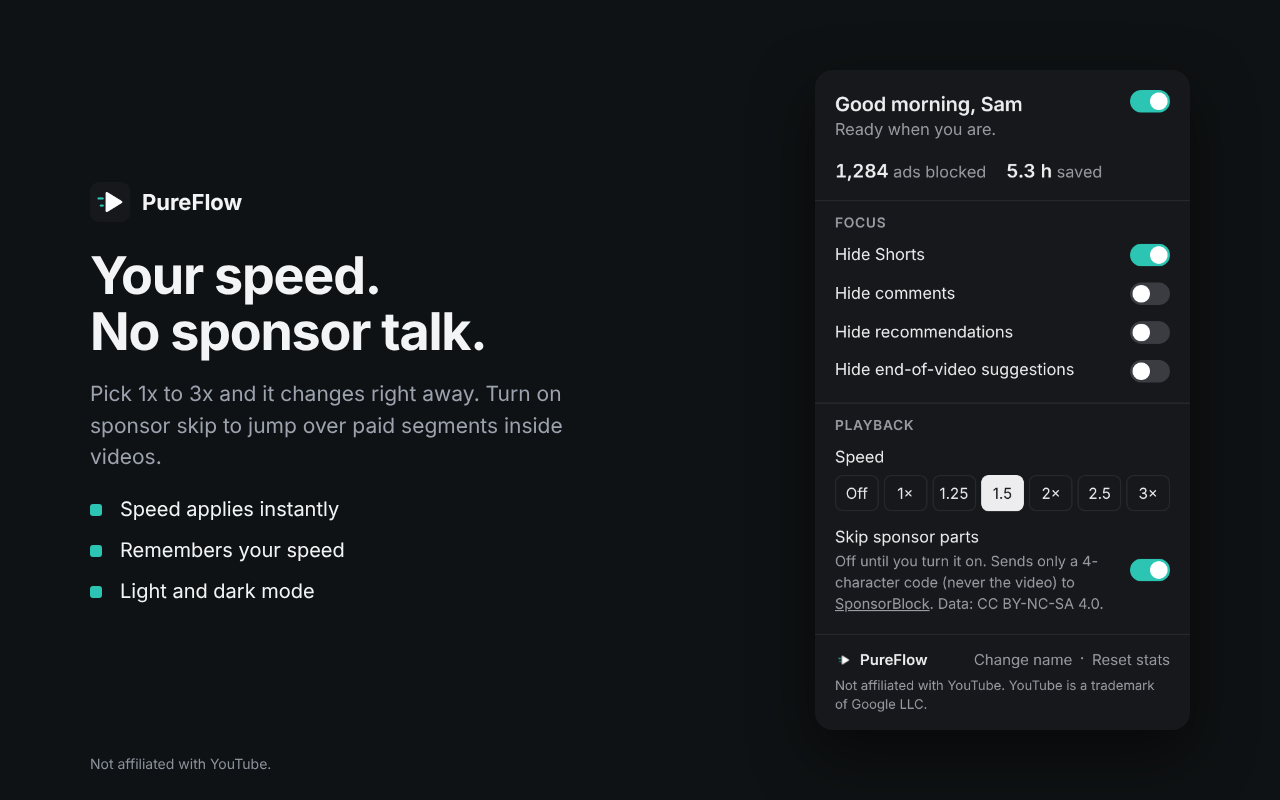 PureFlow
Your speed.
No sponsor talk.
Pick 1x to 3x and it changes right away. Turn on
sponsor skip to jump over paid segments inside
videos.
Speed applies instantly
Remembers your speed
Light and dark mode
Not affiliated with YouTube.
Good morning, Sam
Ready when you are.
1,284 ads blocked 5.3 h saved
FOCUS
Hide Shorts
Hide comments
Hide recommendations
Hide end-of-video suggestions
PLAYBACK
Speed
Off 1× 1.25 1.5 2× 2.5 3×
Skip sponsor parts
Off until you turn it on. Sends only a 4-
character code (never the video) to
SponsorBlock. Data: CC BY-NC-SA 4.0.
PureFlow Change name · Reset stats
Not affiliated with YouTube. YouTube is a trademark
of Google LLC.